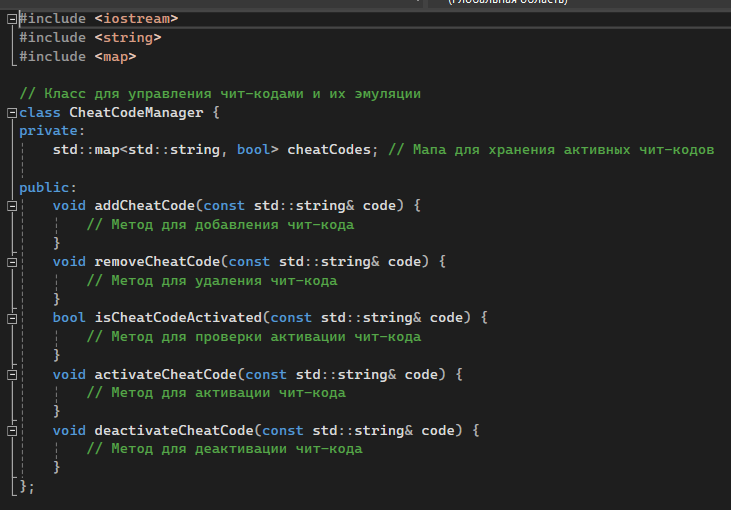 (Глобальная область)
#include <iostream>
#include <string>
#include <map>
// Класс для управления чит-кодами и их эмуляции
class CheatCodeManager {
private:
std::map<std::string, bool> cheatCodes; // Мапа для хранения активных чит-кодов
public:
void addCheatCode(const std::string& code) {
// Метод для добавления чит-кода
}
void removeCheatCode(const std::string& code) {
// Метод для удаления чит-кода
}
bool isCheatCodeActivated(const std::string& code) {
// Метод для проверки активации чит-кода
}
void activateCheatCode(const std::string& code) {
// Метод для активации чит-кода
}
void deactivateCheatCode(const std::string& code) {
// Метод для деактивации чит-кода
}
};